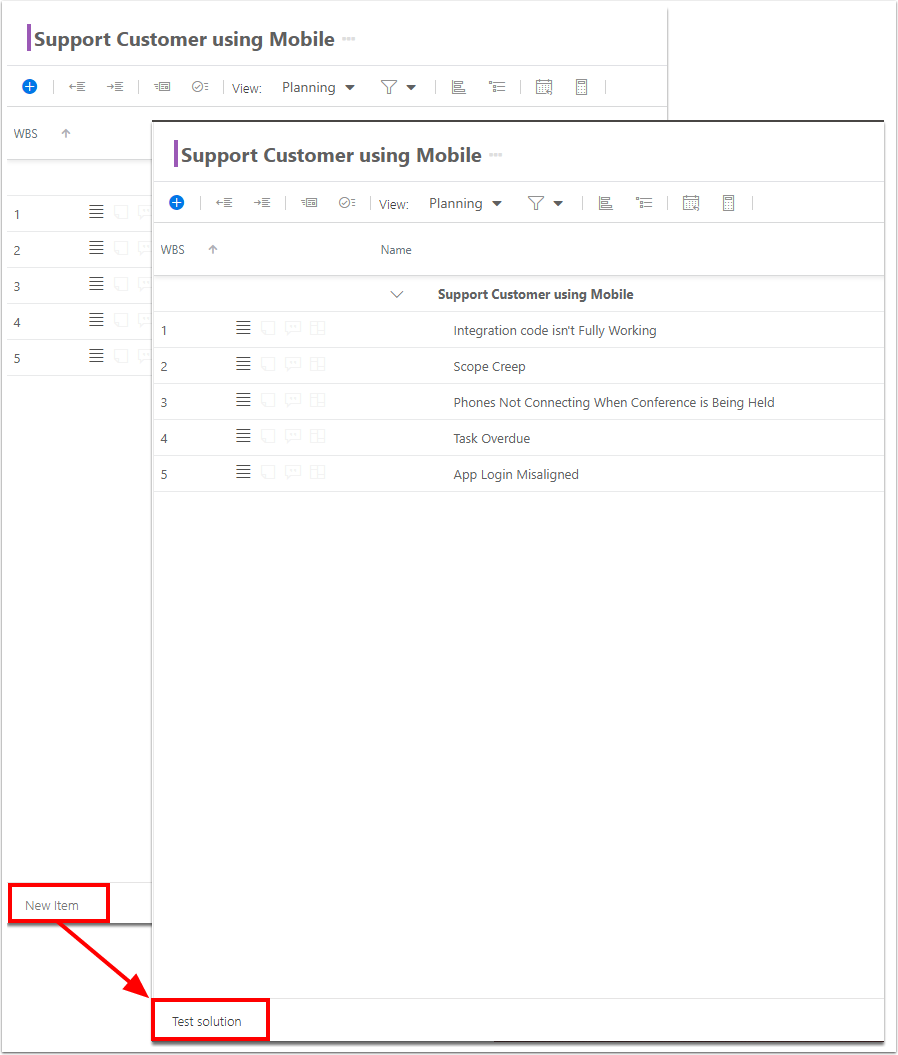 Support Customer using Mobile
View: Planning
WBS
1
2
3
4
5
New Item
Support Customer using Mobile
View: Planning
WBS Name
Support Customer using Mobile
1 Integration code isn't Fully Working
2 Scope Creep
3 Phones Not Connecting When Conference is Being Held
4 Task Overdue
5 App Login Misaligned
Test solution